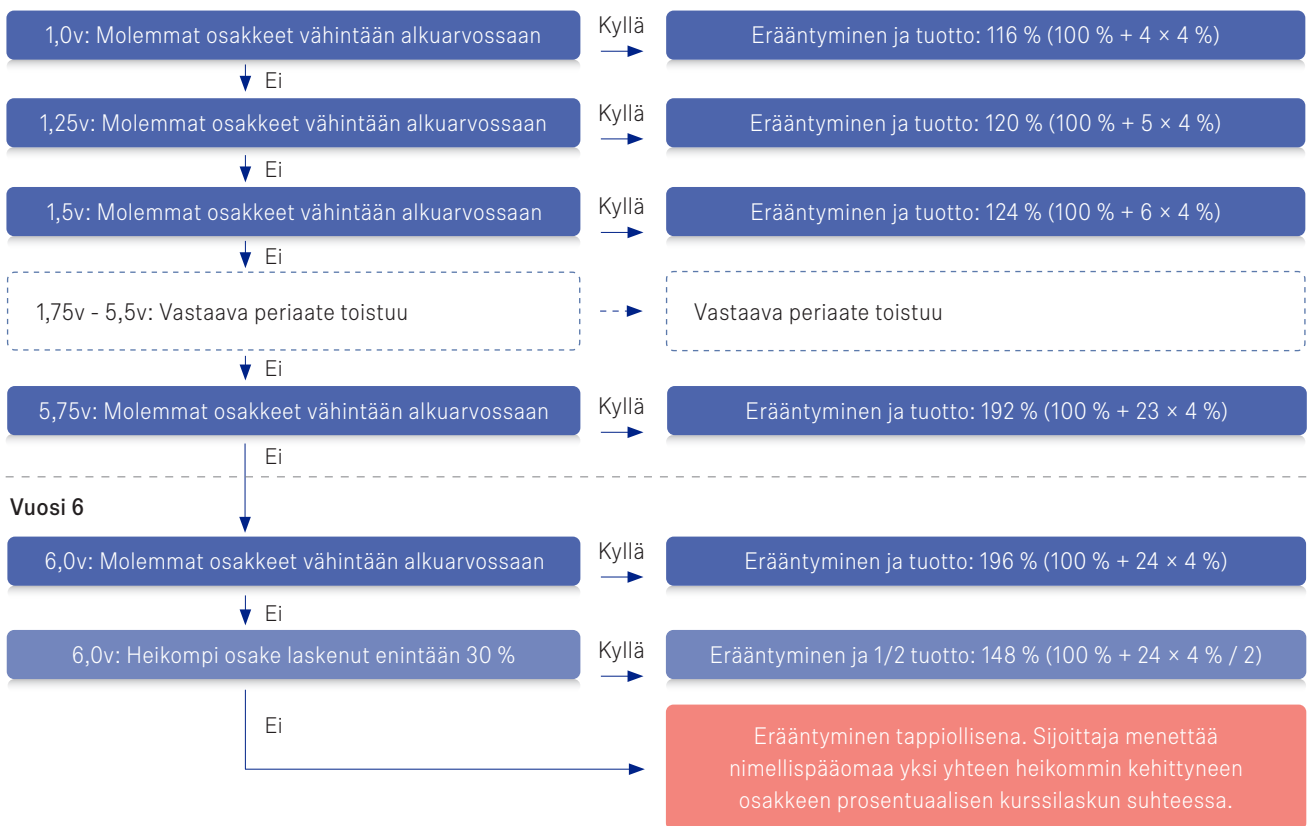 1,0v: Molemmat osakkeet vähintään alkuarvossaan
Kyllä
Erääntyminen ja tuotto: 116 % (100 % + 4 × 4 %)
Ei
1,25v: Molemmat osakkeet vähintään alkuarvossaan
Kyllä
Erääntyminen ja tuotto: 120 % (100 % + 5 × 4 %)
Ei
1,5v: Molemmat osakkeet vähintään alkuarvossaan
Kyllä
Erääntyminen ja tuotto: 124 % (100 % + 6 × 4 %)
Ei
1,75v - 5,5v: Vastaava periaate toistuu
Vastaava periaate toistuu
Ei
5,75v: Molemmat osakkeet vähintään alkuarvossaan
Kyllä
Erääntyminen ja tuotto: 192 % (100 % + 23 × 4 %)
Ei
Vuosi 6
6,0v: Molemmat osakkeet vähintään alkuarvossaan
Kyllä
Erääntyminen ja tuotto: 196 % (100 % + 24 × 4 %)
Ei
6,0v: Heikompi osake laskenut enintään 30 %
Kyllä
Erääntyminen ja 1/2 tuotto: 148 % (100 % + 24 × 4 % / 2)
Ei
Erääntyminen tappiollisena. Sijoittaja menettää
nimellispääomaa yksi yhteen heikommin kehittyneen
osakkeen prosentuaalisen kurssilaskun suhteessa.